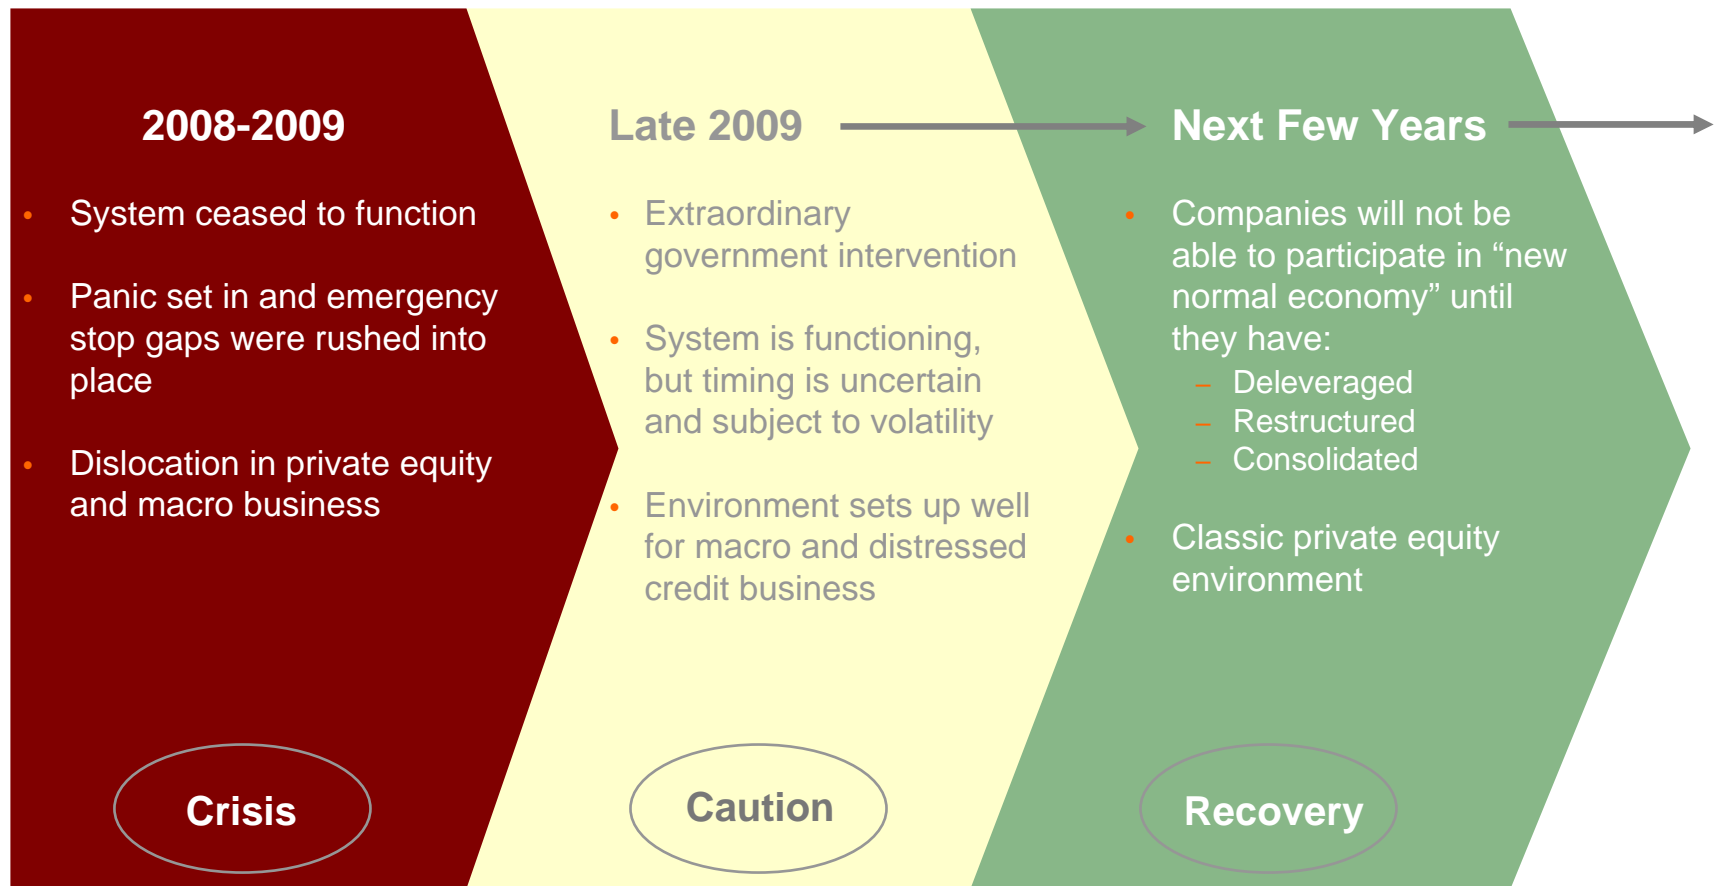 2008-2009
• System ceased to function
• Panic set in and emergency
stop gaps were rushed into
place
• Dislocation in private equity
and macro business
Crisis
Late 2009
• Extraordinary
government intervention
• System is functioning,
but timing is uncertain
and subject to volatility
• Environment sets up well
for macro and distressed
credit business
Caution
Next Few Years
• Companies will not be
able to participate in “new
normal economy” until
they have:
– Deleveraged
– Restructured
– Consolidated
• Classic private equity
environment
Recovery